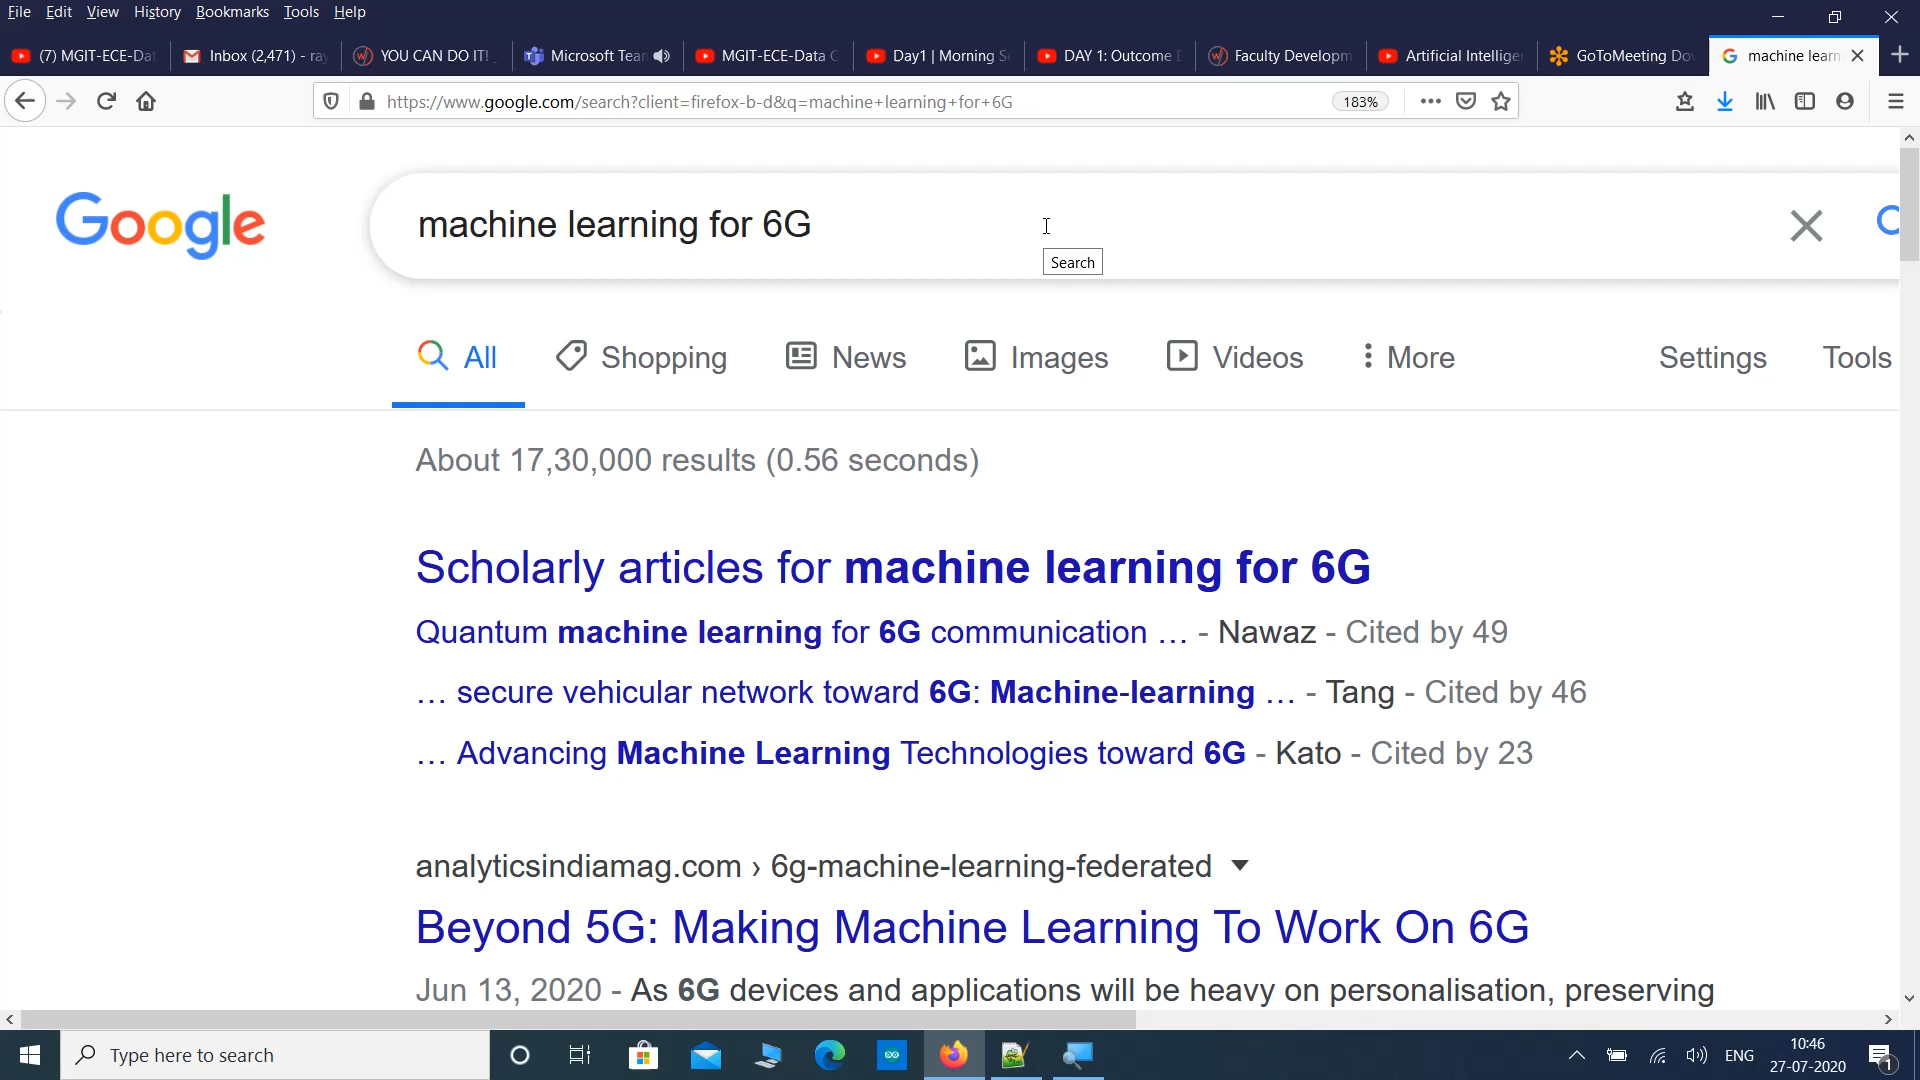 File Edit View History Bookmarks Tools Help
(7) MGIT-ECE-Dat
Inbox (2,471) - ra
YOU CAN DO IT!
Microsoft Tea
MGIT-ECE-Data C
Day1 | Morning Se
DAY 1: Outcome B
Faculty Developm
Artificial Intelligen
GoToMeeting Do
machine learn
https://www.google.com/search?client=firefox-b-d&q=machine+learning+for+6G
183%
Google
machine learning for 6G
Search
All Shopping News Images Videos More Settings Tools
About 17,30,000 results (0.56 seconds)
Scholarly articles for machine learning for 6G
Quantum machine learning for 6G communication ... - Nawaz - Cited by 49
... secure vehicular network toward 6G: Machine-learning ... - Tang - Cited by 46
... Advancing Machine Learning Technologies toward 6G - Kato - Cited by 23
analyticsindiamag.com › 6g-machine-learning-federated
Beyond 5G: Making Machine Learning To Work On 6G
Jun 13, 2020 - As 6G devices and applications will be heavy on personalisation, preserving
Type here to search
ENG
10:46
27-07-2020
1